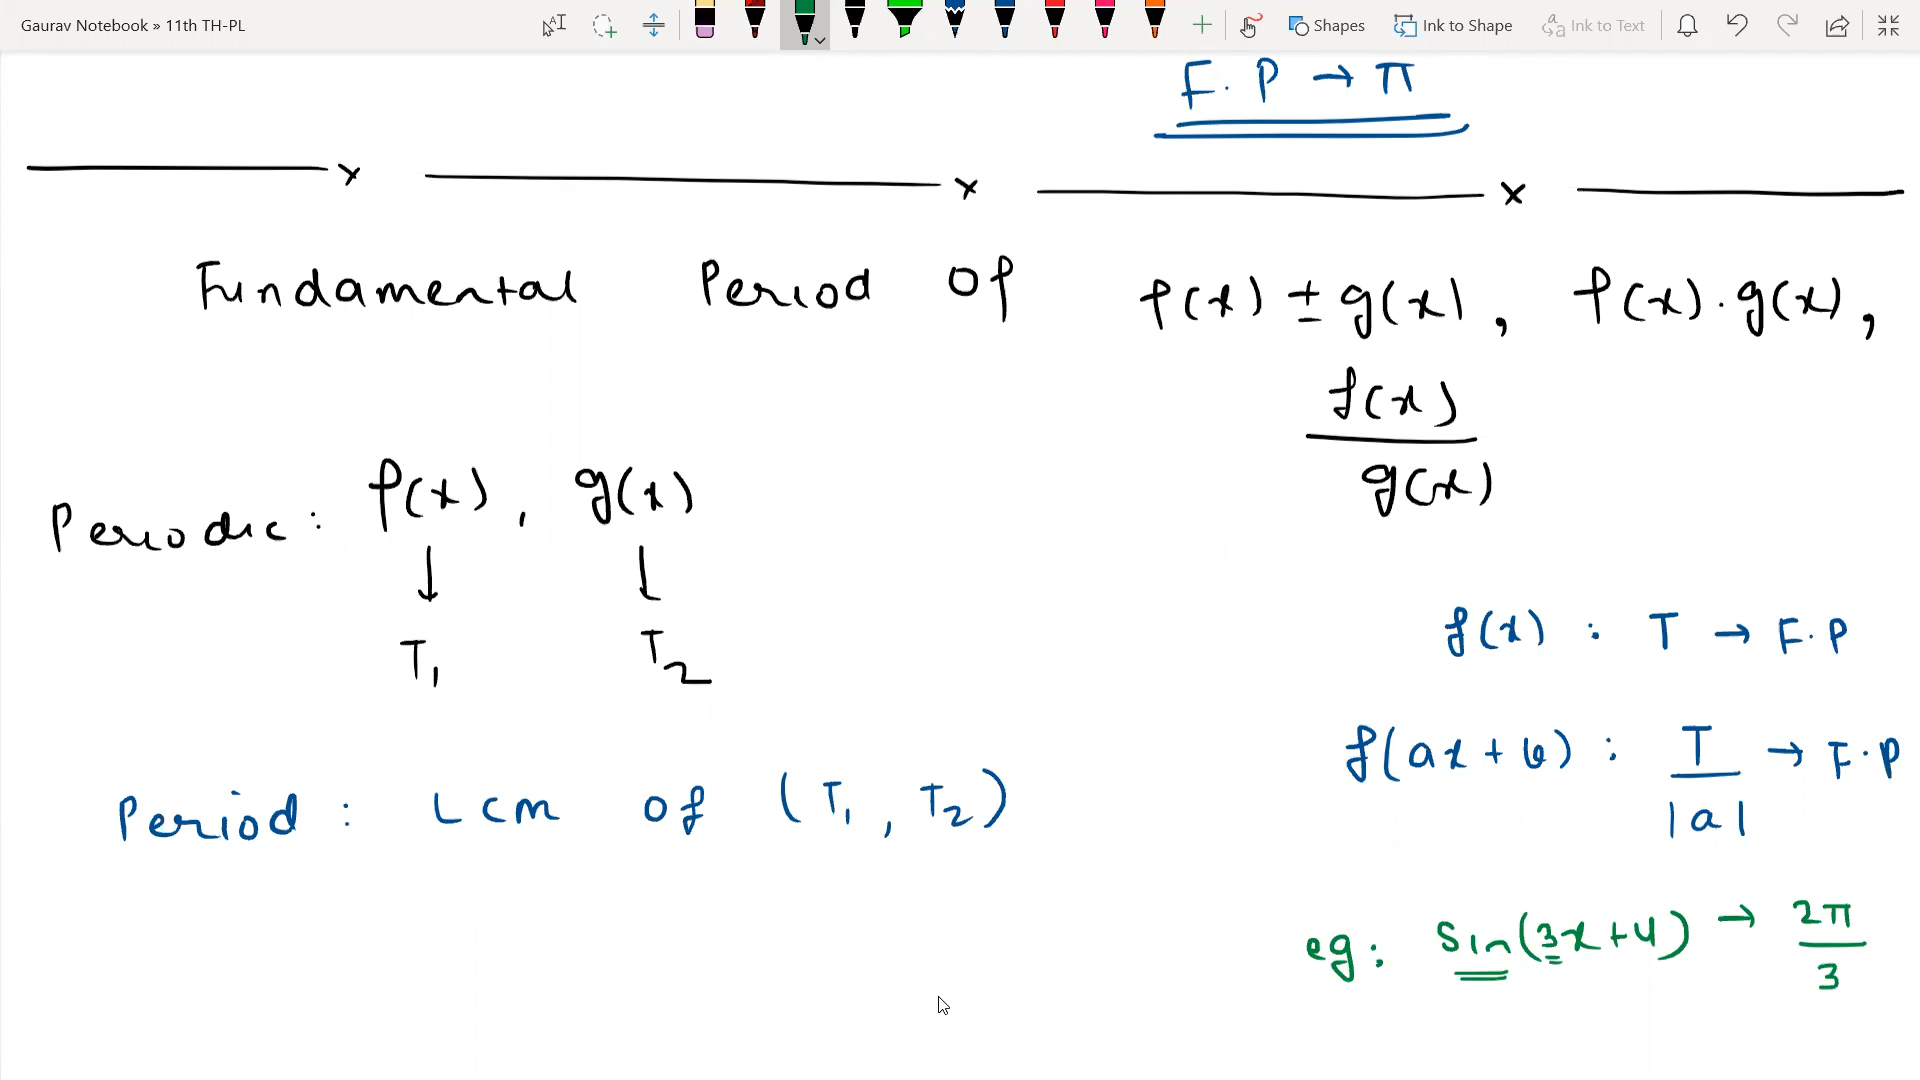 Gaurav Notebook » 11th TH-PL
Shapes Ink to Shape Ink to Text
F.P → π
Fundamental Period of f(x) ± g(x), f(x) . g(x),
f(x)
g(x)
Periodic : f(x), g(x)
↓ ↓
T₁ T₂
f(x) : T → F.P
f(ax+b) : T/|a| → F.P
Period : LCM of (T₁, T₂)
eg: Sin(3x+4) → 2π/3